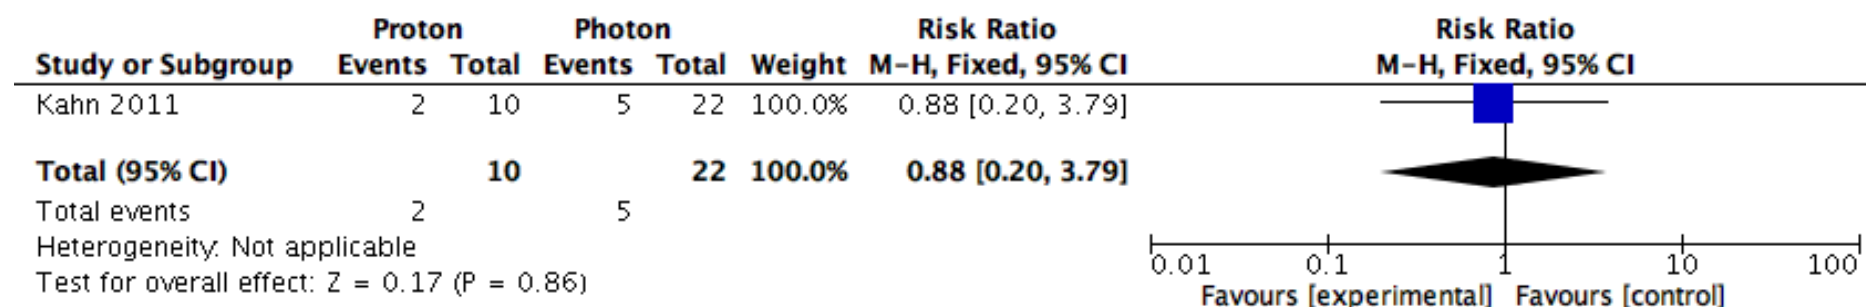 Proton Photon Risk Ratio Risk Ratio
Study or Subgroup Events Total Events Total Weight M-H, Fixed, 95% CI M-H, Fixed, 95% CI
Kahn 2011 2 10 5 22 100.0% 0.88 [0.20, 3.79]
Total (95% CI) 10 22 100.0% 0.88 [0.20, 3.79]
Total events 2 5
Heterogeneity: Not applicable
Test for overall effect: Z = 0.17 (P = 0.86)
0.01 0.1 1 10 100
Favours [experimental] Favours [control]